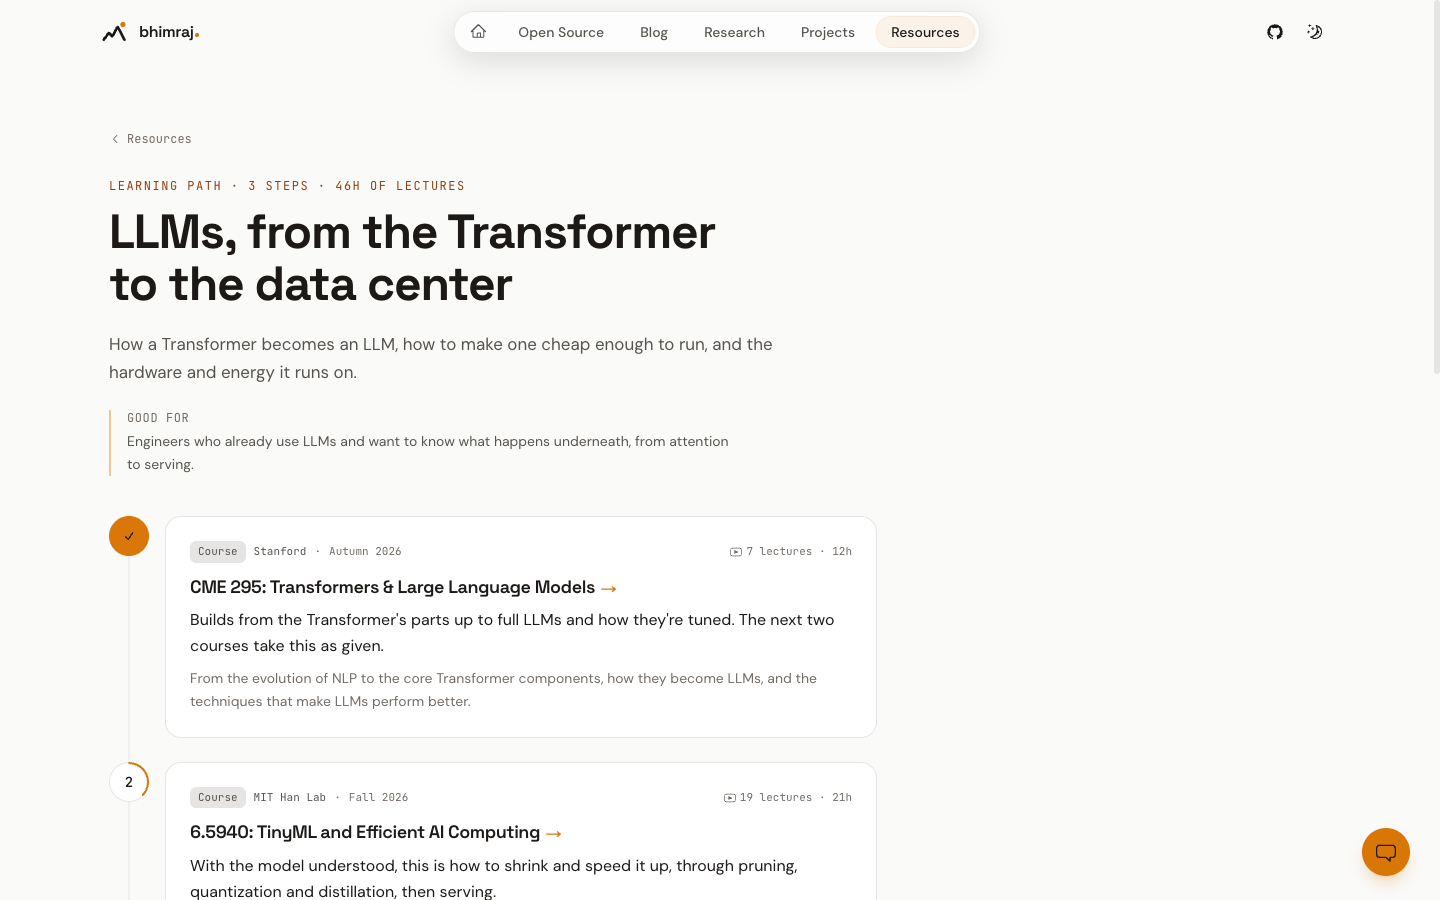 bhimraj.
Open Source
Blog
Research
Projects
Resources
Resources
LEARNING PATH · 3 STEPS · 46H OF LECTURES
LLMs, from the Transformer
to the data center
How a Transformer becomes an LLM, how to make one cheap enough to run, and the
hardware and energy it runs on.
GOOD FOR
Engineers who already use LLMs and want to know what happens underneath, from attention
to serving.
Course Stanford · Autumn 2026
7 lectures · 12h
CME 295: Transformers & Large Language Models →
Builds from the Transformer's parts up to full LLMs and how they're tuned. The next two
courses take this as given.
From the evolution of NLP to the core Transformer components, how they become LLMs, and the
techniques that make LLMs perform better.
2
Course MIT Han Lab · Fall 2026
19 lectures · 21h
6.5940: TinyML and Efficient AI Computing →
With the model understood, this is how to shrink and speed it up, through pruning,
quantization and distillation, then serving.